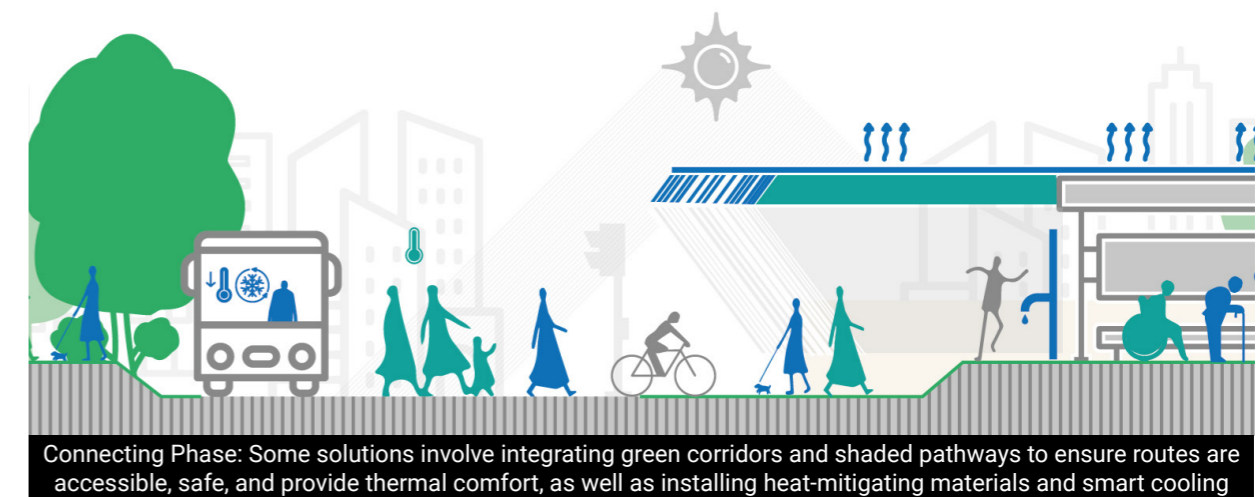 Connecting Phase: Some solutions involve integrating green corridors and shaded pathways to ensure routes are
accessible, safe, and provide thermal comfort, as well as installing heat-mitigating materials and smart cooling